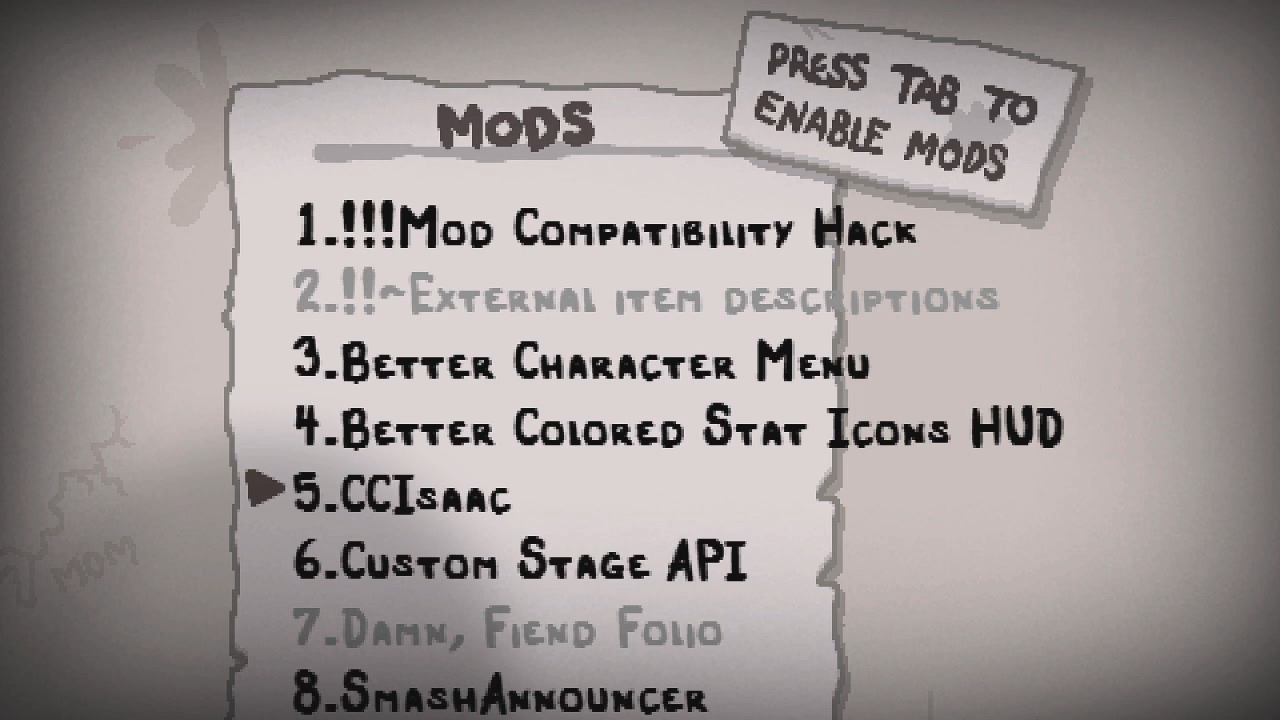 PRESS TAB TO
ENABLE MODS
MODS
1.!!!Mod Compatibility Hack
2.!!~External item descriptions
3.Better Character Menu
4.Better Colored Stat Icons HUD
5.CCIsaac
6.Custom Stage API
7.Damn, Fiend Folio
8.SmashAnnouncer
MOM